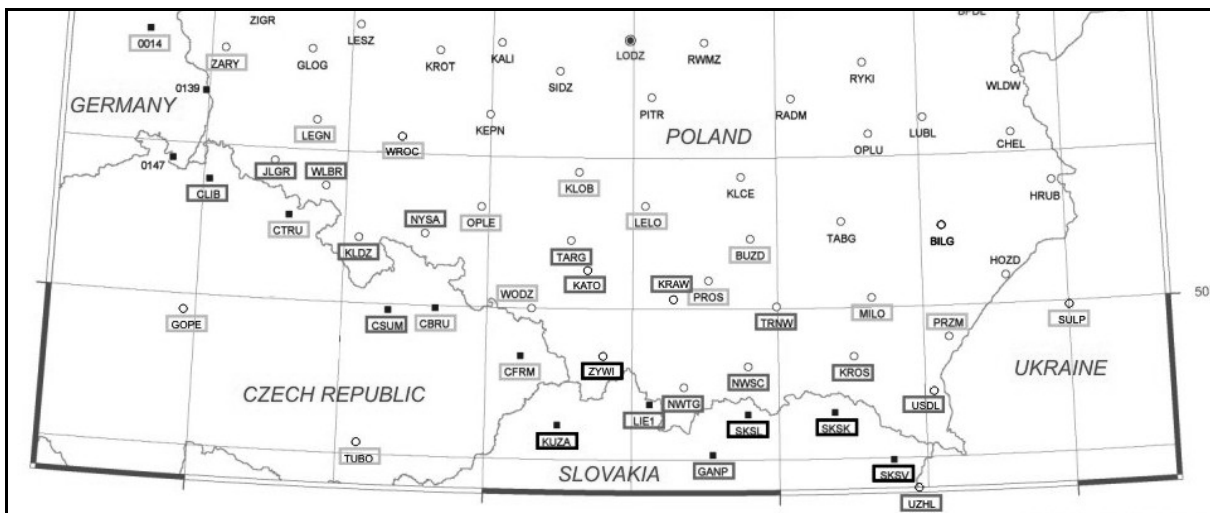 ZIGR
LESZ
0014
ZARY
GLOG
KROT
KALI
LODZ
RWMZ
SIDZ
RYKI
WLDW
GERMANY
0139
LEGN
WROC
KEPN
PITR
POLAND
RADM
LUBL
OPLU
CHEL
0147
JLGR
WLBR
CLIB
KLOB
KLCE
HRUB
CTRU
NYSA
OPLE
LELO
TABG
BILG
KLDZ
TARG
BUZD
KATO
KRAW
PROS
HOZD
WODZ
50
GOPE
CSUM
CBRU
TRNW
MILO
PRZM
SULP
CZECH REPUBLIC
CFRM
ZYWI
NWSC
KROS
UKRAINE
NWTG
USDL
LIE1
KUZA
SKSL
SKSK
TUBO
SLOVAKIA
GANP
SKSV
UZHL